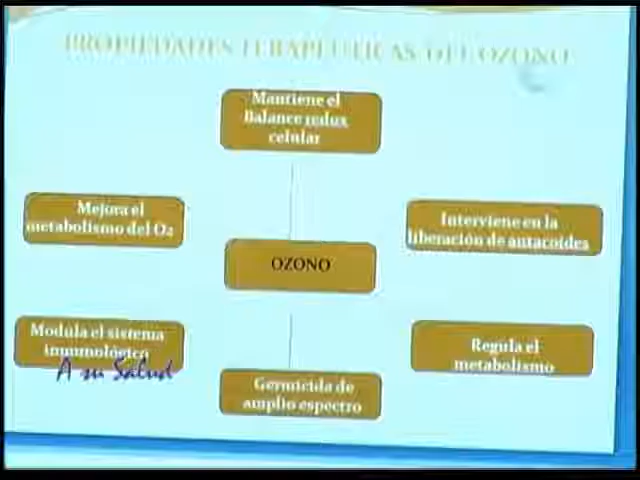 PROPIEDADES TERAPEUTICAS DEL OZONO
Mantiene el
Balance redux
celular
Mejora el
metabolismo del O2
Interviene en la
liberación de autacoides
OZONO
Modula el sistema
inmunológico
A su Salud
Regula el
metabolismo
Germicida de
amplio espectro